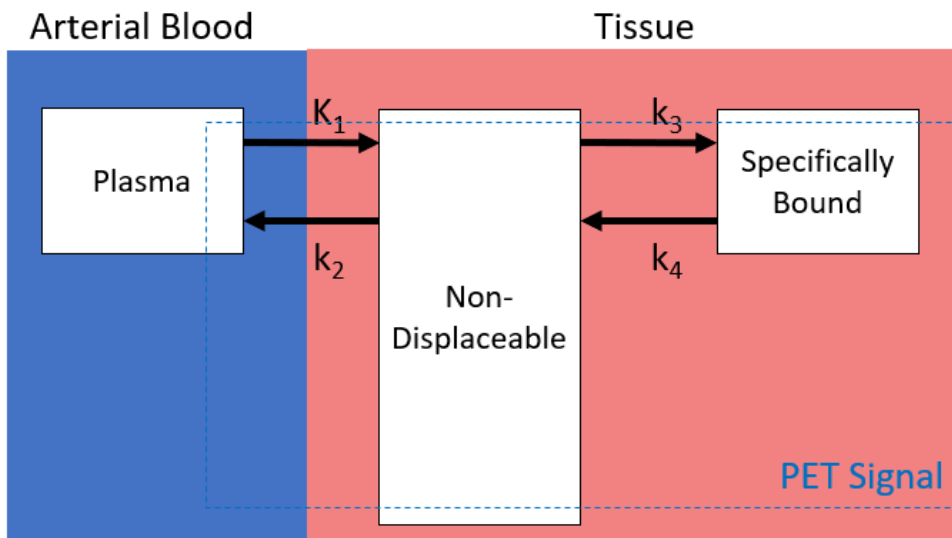 Arterial Blood
Tissue
K₁
k₃
Plasma
Specifically
Bound
k₂
k₄
Non-
Displaceable
PET Signal